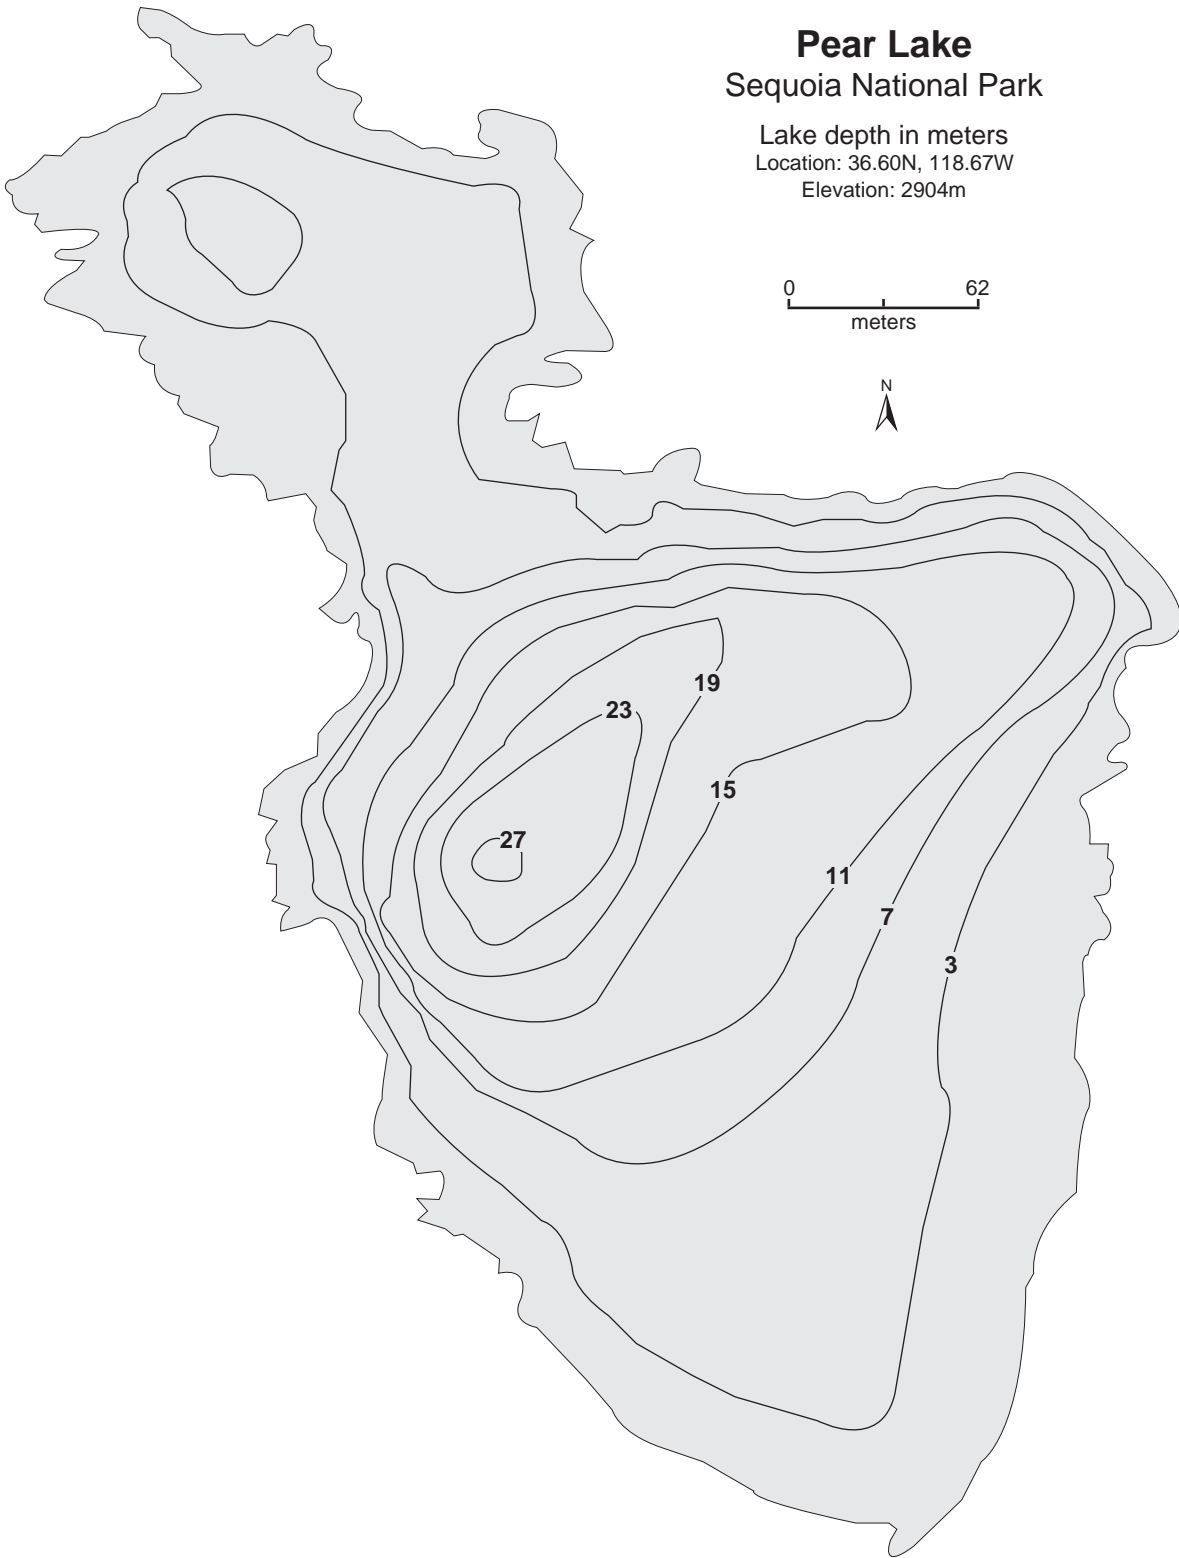 Pear Lake
Sequoia National Park
Lake depth in meters
Location: 36.60N, 118.67W
Elevation: 2904m
0 62
meters
N
19
23
15
27
11
7
3